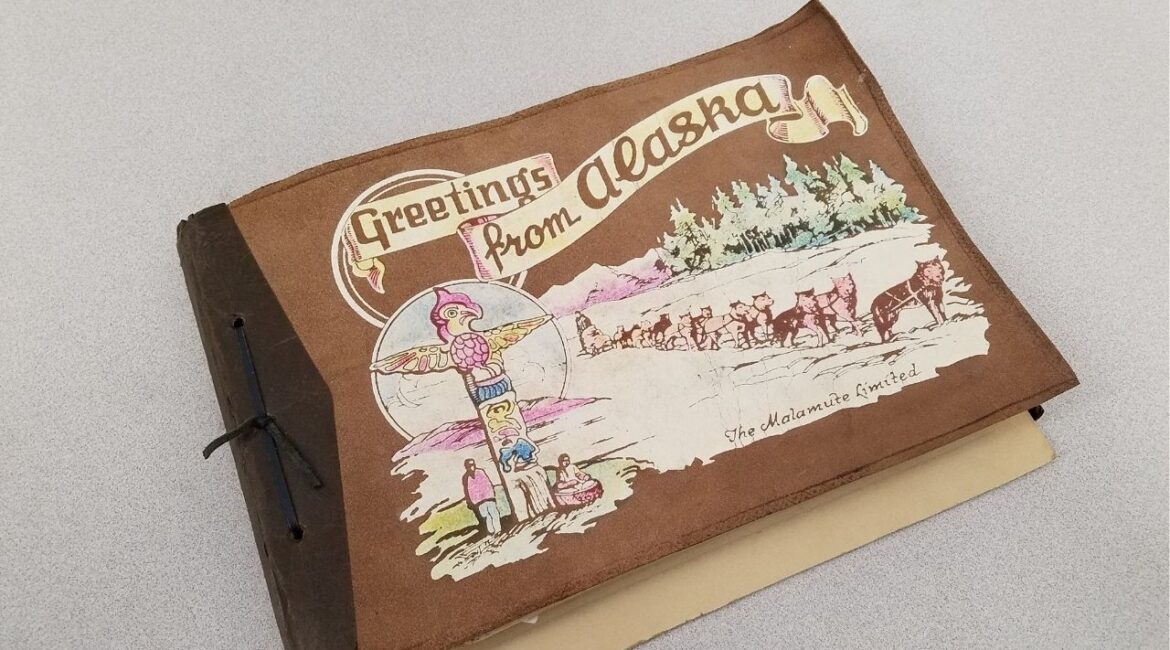 Greetings
from Alaska
The Malamute Limited